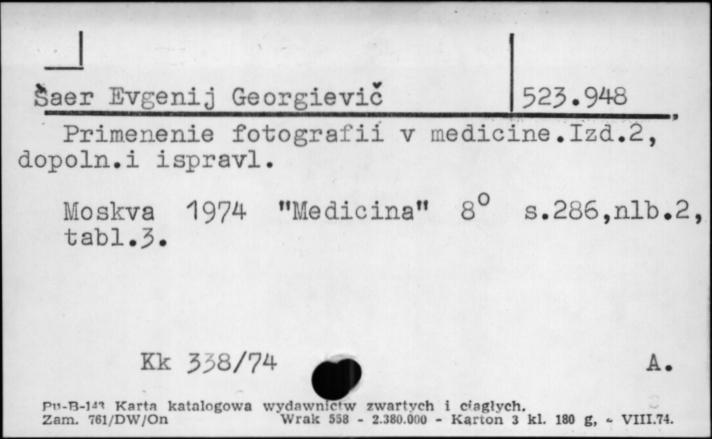 Šaer Evgenij Georgievič 523.948
Primenenie fotografii v medicine.Izd.2,
dopoln.i ispravl.
Moskva 1974 "Medicina" 8° s.286,nlb.2,
tabl.3.
Kk 338/74 A.
Pu-B-143 Karta katalogowa wydawnictw zwartych i ciągłych.
Zam. 761/DW/On Wrak 558 - 2.380.000 - Karton 3 kl. 180 g, - VIII.74.